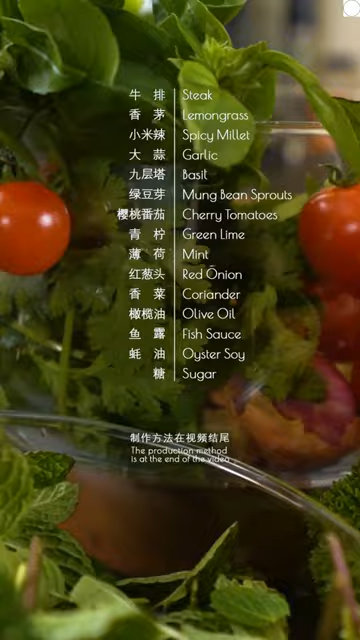 牛 排 Steak
香 茅 Lemongrass
小米辣 Spicy Millet
大 蒜 Garlic
九层塔 Basil
绿豆芽 Mung Bean Sprouts
樱桃番茄 Cherry Tomatoes
青 柠 Green Lime
薄 荷 Mint
红葱头 Red Onion
香 菜 Coriander
橄榄油 Olive Oil
鱼 露 Fish Sauce
蚝 油 Oyster Soy
糖 Sugar
制作方法在视频结尾
The production method
is at the end of the video